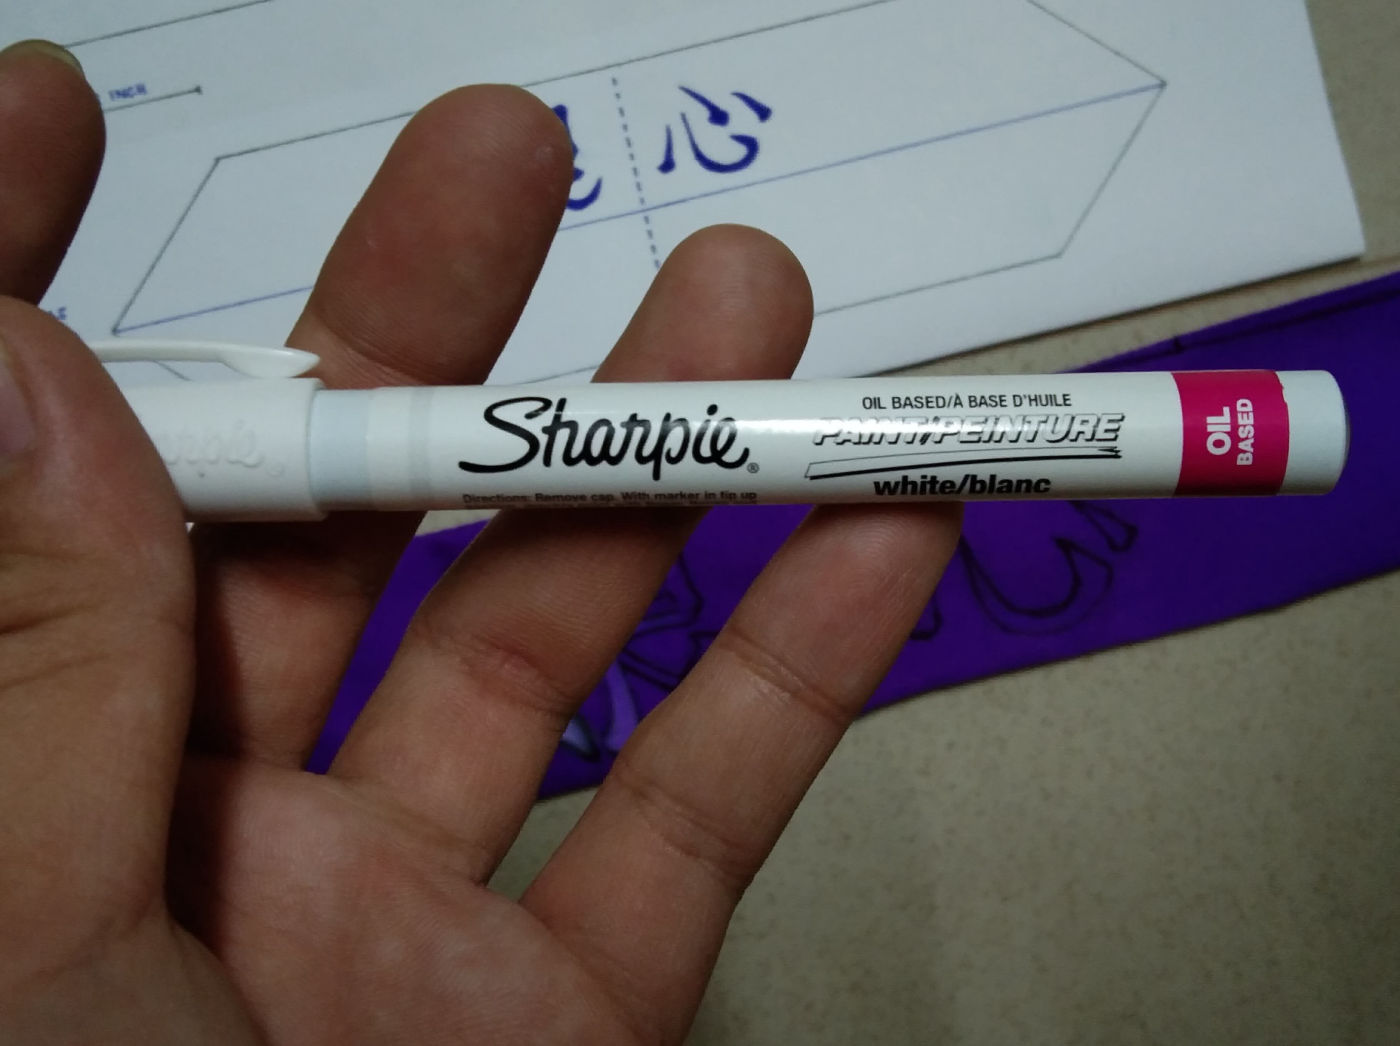 心
Sharpie®
OIL BASED/À BASE D'HUILE
PAINT/PEINTURE
white/blanc
Directions: Remove cap. With marker in tip up
OIL
BASED